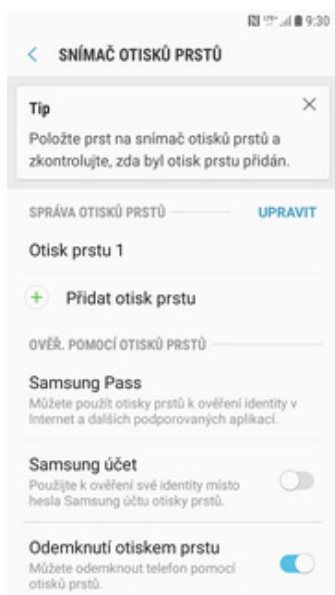 9:30
SNÍMAČ OTISKŮ PRSTŮ
Tip
Položte prst na snímač otisků prstů a
zkontrolujte, zda byl otisk prstu přidán.
SPRÁVA OTISKŮ PRSTŮ UPRAVIT
Otisk prstu 1
Přidat otisk prstu
OVĚŘ. POMOCÍ OTISKŮ PRSTŮ
Samsung Pass
Můžete použít otisky prstů k ověření identity v
Internet a dalších podporovaných aplikací.
Samsung účet
Použijte k ověření své identity místo
hesla Samsung účtu otisky prstů.
Odemknutí otiskem prstu
Můžete odemknout telefon pomocí
otisků prstů.